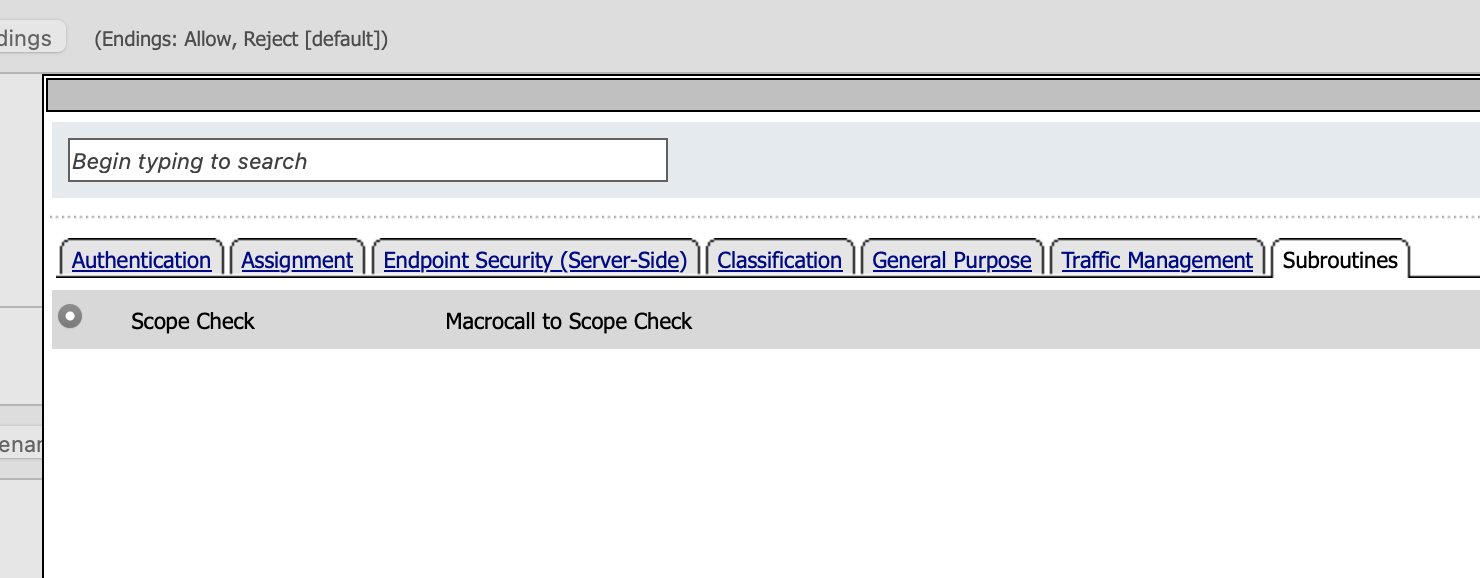 dings (Endings: Allow, Reject [default])
Begin typing to search
Authentication Assignment Endpoint Security (Server-Side) Classification General Purpose Traffic Management Subroutines
Scope Check Macrocall to Scope Check
enar